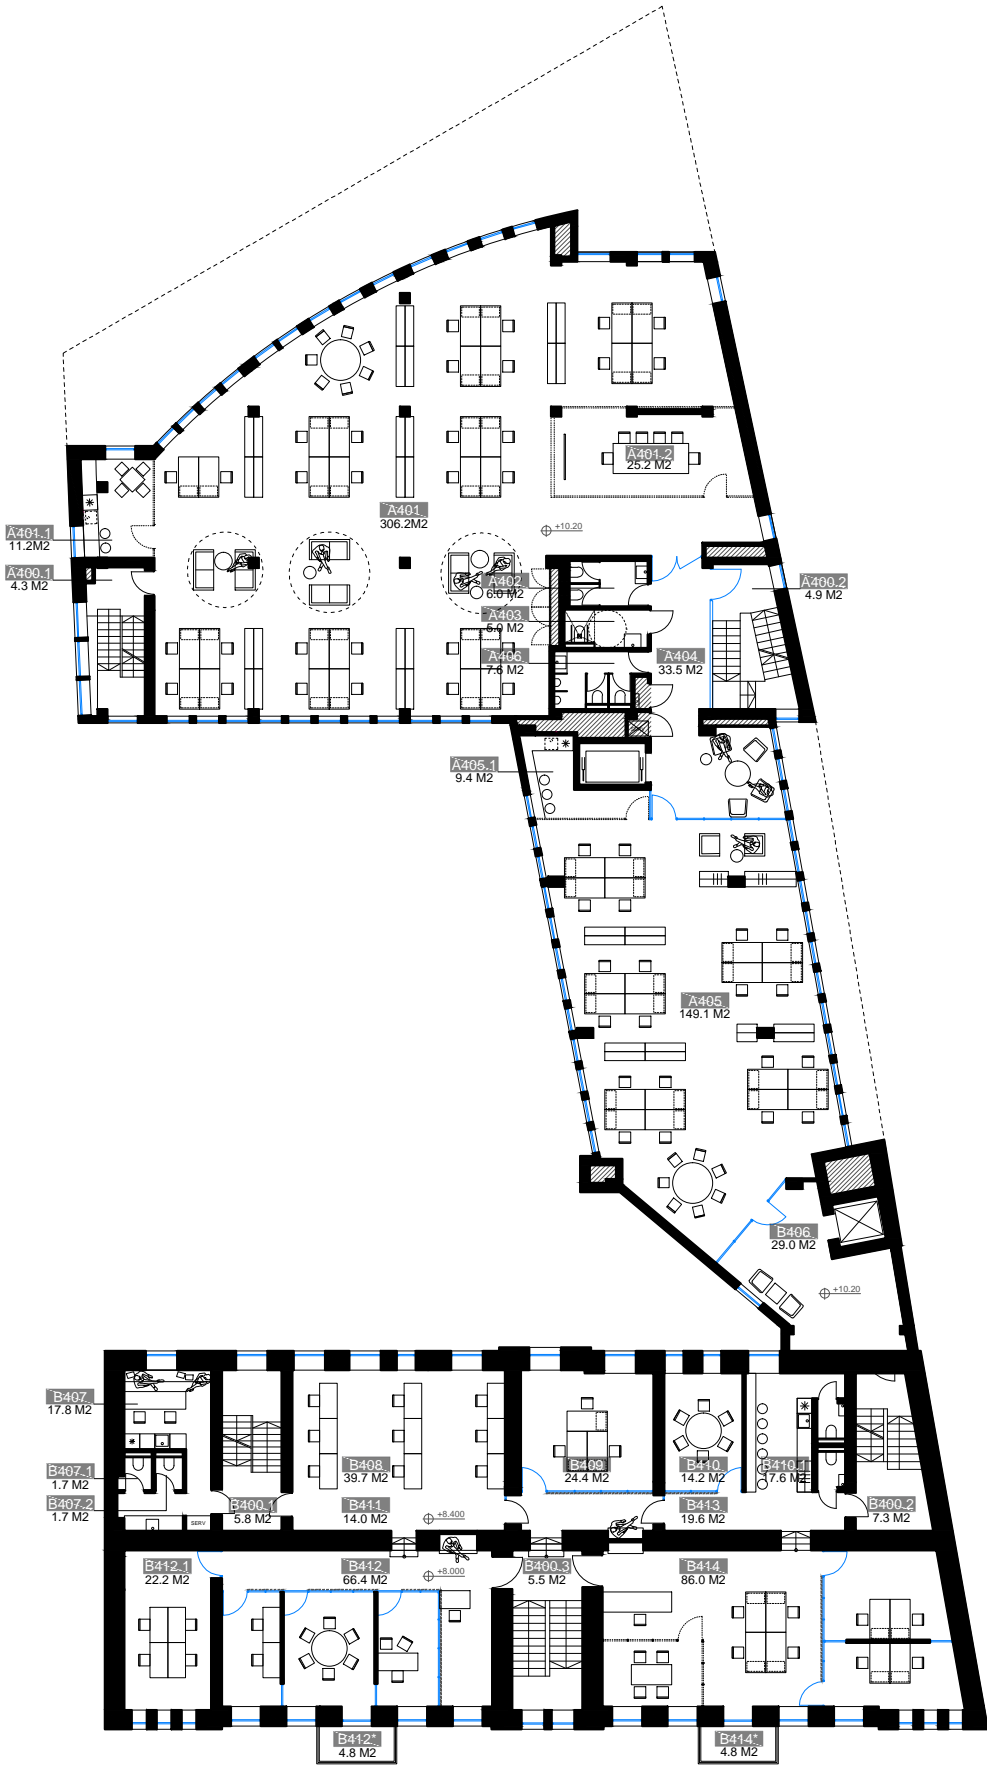 A401.2
25.2 M2
A401
306.2M2
+10.20
A401.1
11.2M2
A400.1
4.3 M2
A402
6.0 M2
A400.2
4.9 M2
A403
5.0 M2
A406
7.6 M2
A404
33.5 M2
A405.1
9.4 M2
A405
149.1 M2
B406
29.0 M2
+10.20
B407
17.8 M2
B408
39.7 M2
B409
24.4 M2
B410
14.2 M2
B410.1
17.6 M2
B407.1
1.7 M2
B407.2
1.7 M2
SERV
B400.1
5.8 M2
B411
14.0 M2
+8.400
B413
19.6 M2
B400.2
7.3 M2
B412.1
22.2 M2
B412
66.4 M2
+8.000
B400.3
5.5 M2
B414
86.0 M2
B412*
4.8 M2
B414*
4.8 M2